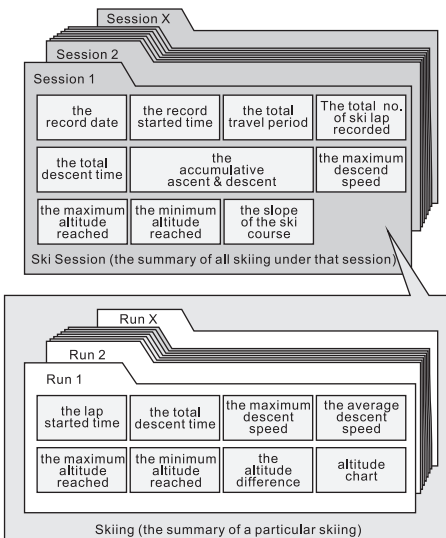 Session X
Session 2
Session 1
the
record date
the record
started time
the total
travel period
The total no.
of ski lap
recorded
the total
descent time
the
accumulative
ascent & descent
the maximum
descend
speed
the maximum
altitude
reached
the minimum
altitude
reached
the slope
of the ski
course
Ski Session (the summary of all skiing under that session)
Run X
Run 2
Run 1
the lap
started time
the total
descent time
the maximum
descent
speed
the average
descent
speed
the maximum
altitude
reached
the minimum
altitude
reached
the
altitude
difference
altitude
chart
Skiing (the summary of a particular skiing)